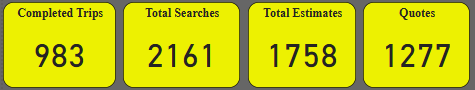 Completed Trips
983
Total Searches
2161
Total Estimates
1758
Quotes
1277